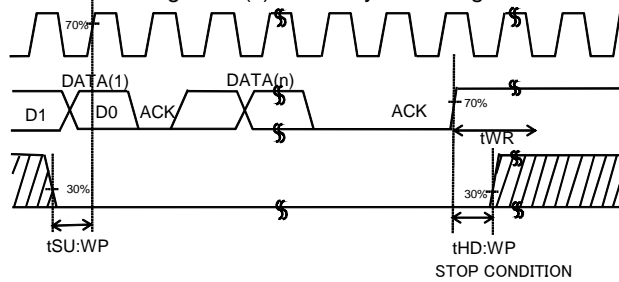 70%
DATA(1)
DATA(n)
D1
D0
ACK
ACK
70%
tWR
30%
30%
tSU:WP
tHD:WP
STOP CONDITION